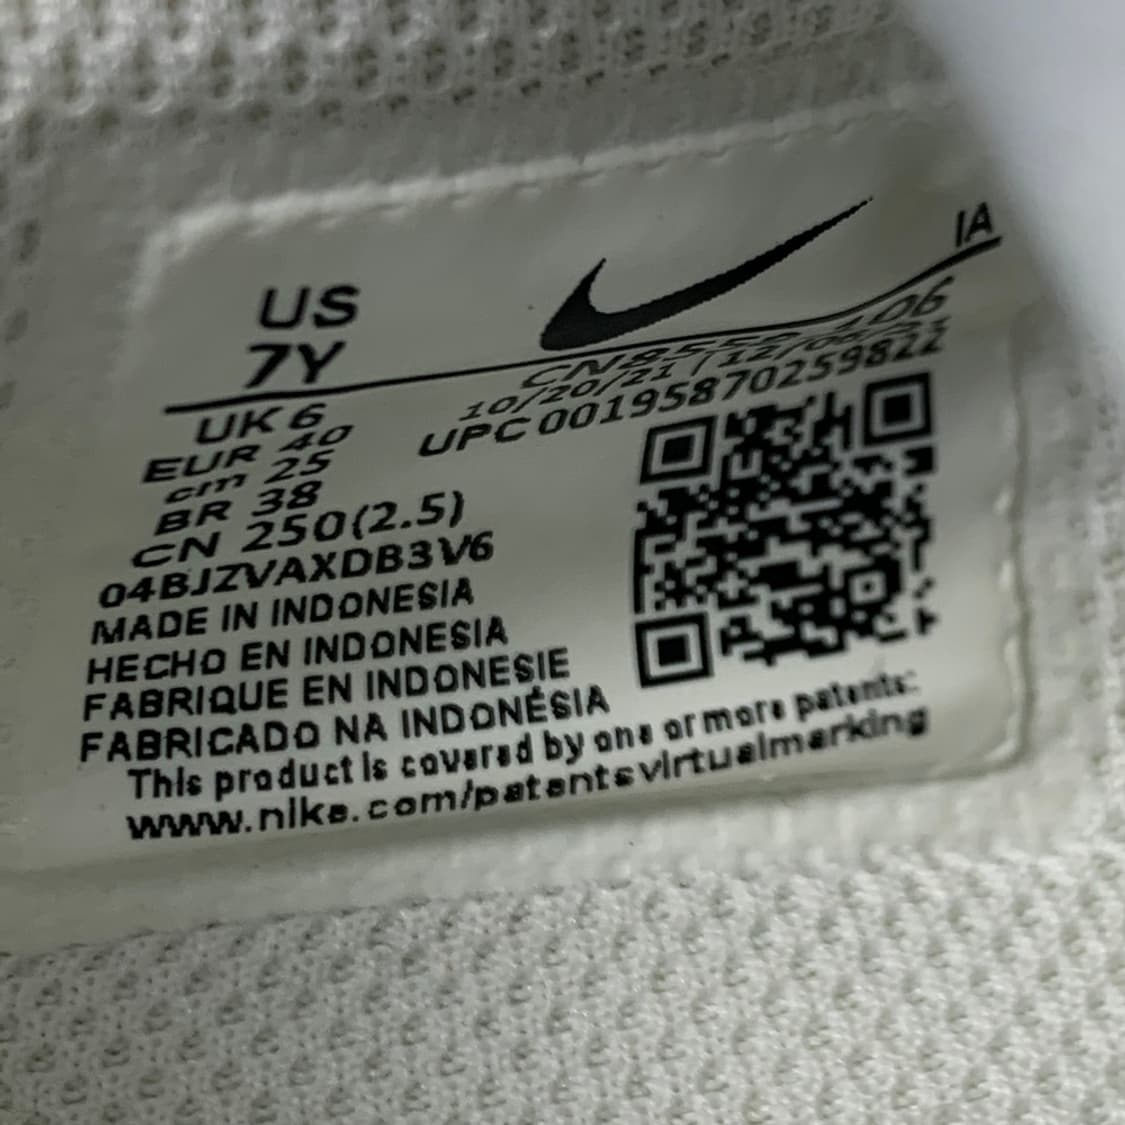 US
7Y
IA
UK 6
EUR 40
cm 25
BR 38
CN 250(2.5)
04BJZVAXDB3V6
MADE IN INDONESIA
HECHO EN INDONESIA
FABRIQUE EN INDONESIE
FABRICADO NA INDONÉSIA
This product is covered by one or more patents:
www.nike.com/patentsvirtualmarking
10/20/21
UPC 00195870259822